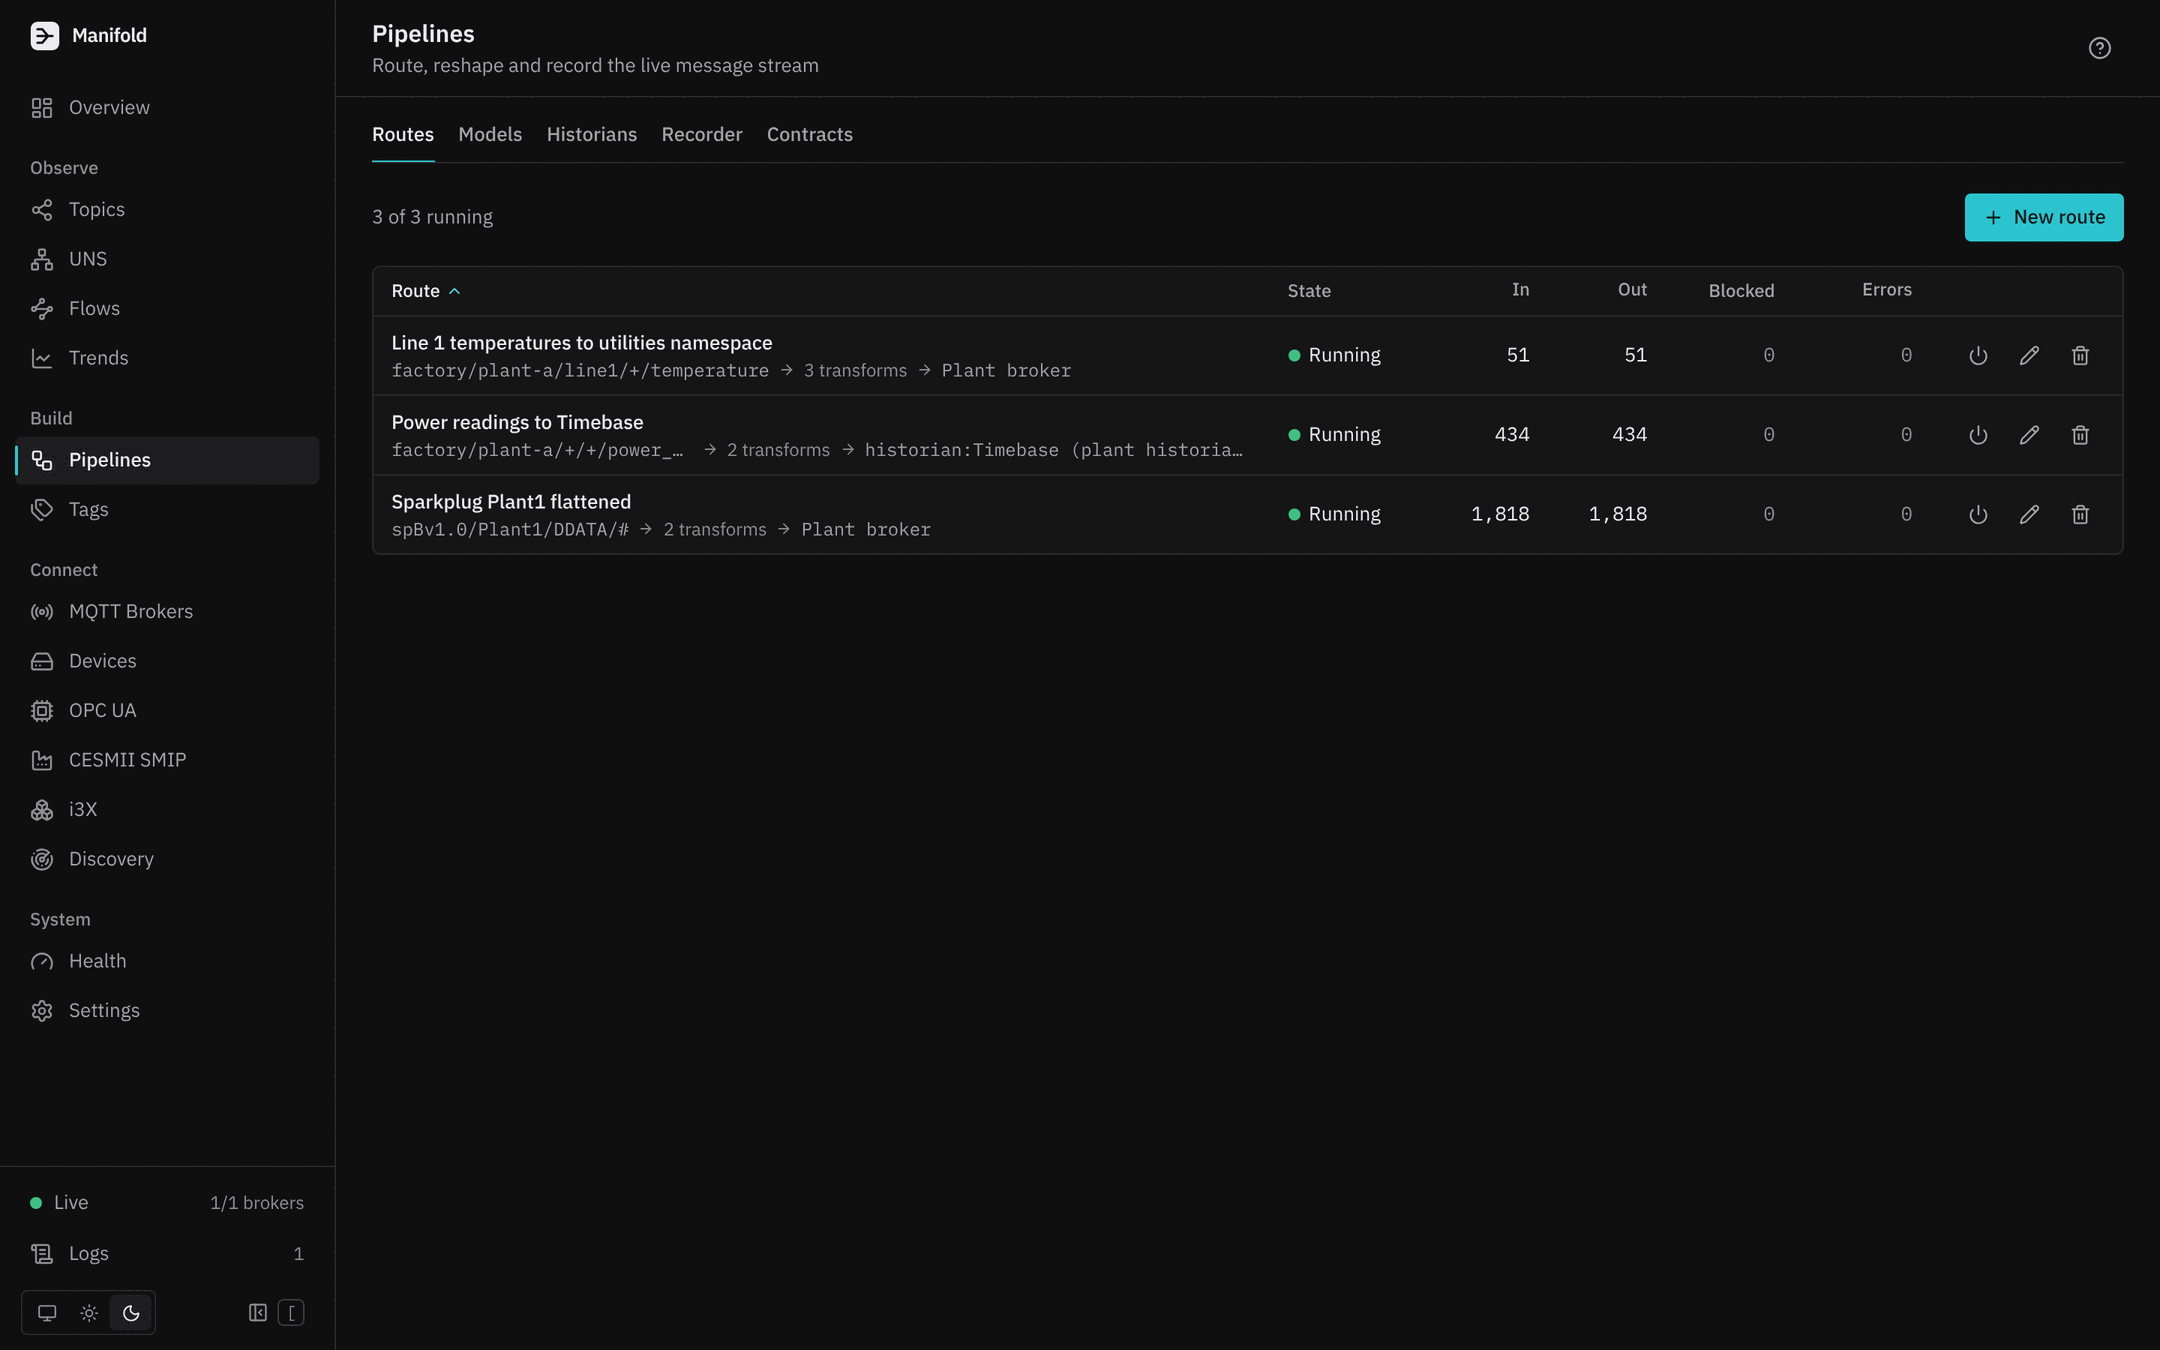 Manifold
Overview
Observe
Topics
UNS
Flows
Trends
Build
Pipelines
Tags
Connect
MQTT Brokers
Devices
OPC UA
CESMII SMIP
i3X
Discovery
System
Health
Settings
Live 1/1 brokers
Logs 1
[
Pipelines
Route, reshape and record the live message stream
Routes Models Historians Recorder Contracts
3 of 3 running
+ New route
Route State In Out Blocked Errors
Line 1 temperatures to utilities namespace
factory/plant-a/line1/+/temperature → 3 transforms → Plant broker
Running 51 51 0 0
Power readings to Timebase
factory/plant-a/+/+/power_… → 2 transforms → historian:Timebase (plant historia…
Running 434 434 0 0
Sparkplug Plant1 flattened
spBv1.0/Plant1/DDATA/# → 2 transforms → Plant broker
Running 1,818 1,818 0 0